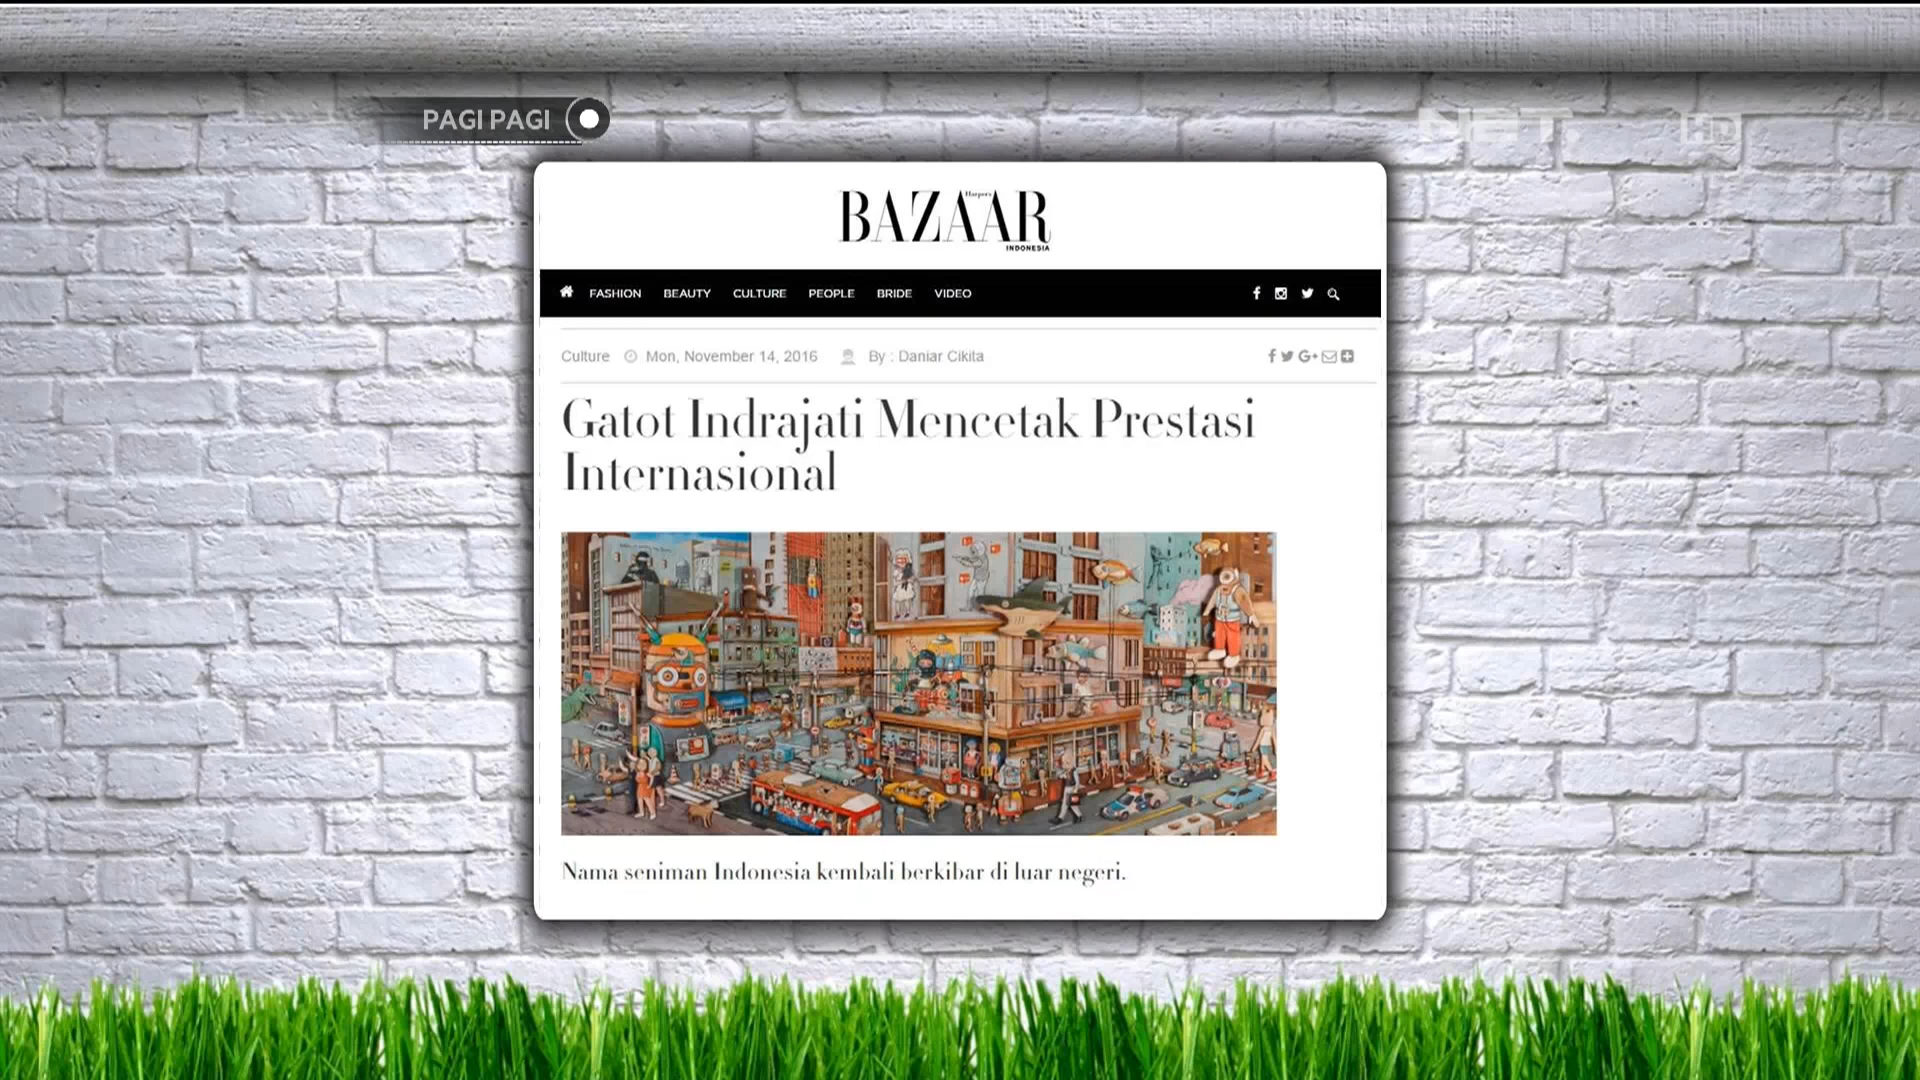 PAGI PAGI
NET.
HD
Harper's
BAZAAR
INDONESIA
FASHION BEAUTY CULTURE PEOPLE BRIDE VIDEO
Culture Mon, November 14, 2016 By : Daniar Cikita
Gatot Indrajati Mencetak Prestasi
Internasional
Nama seniman Indonesia kembali berkibar di luar negeri.